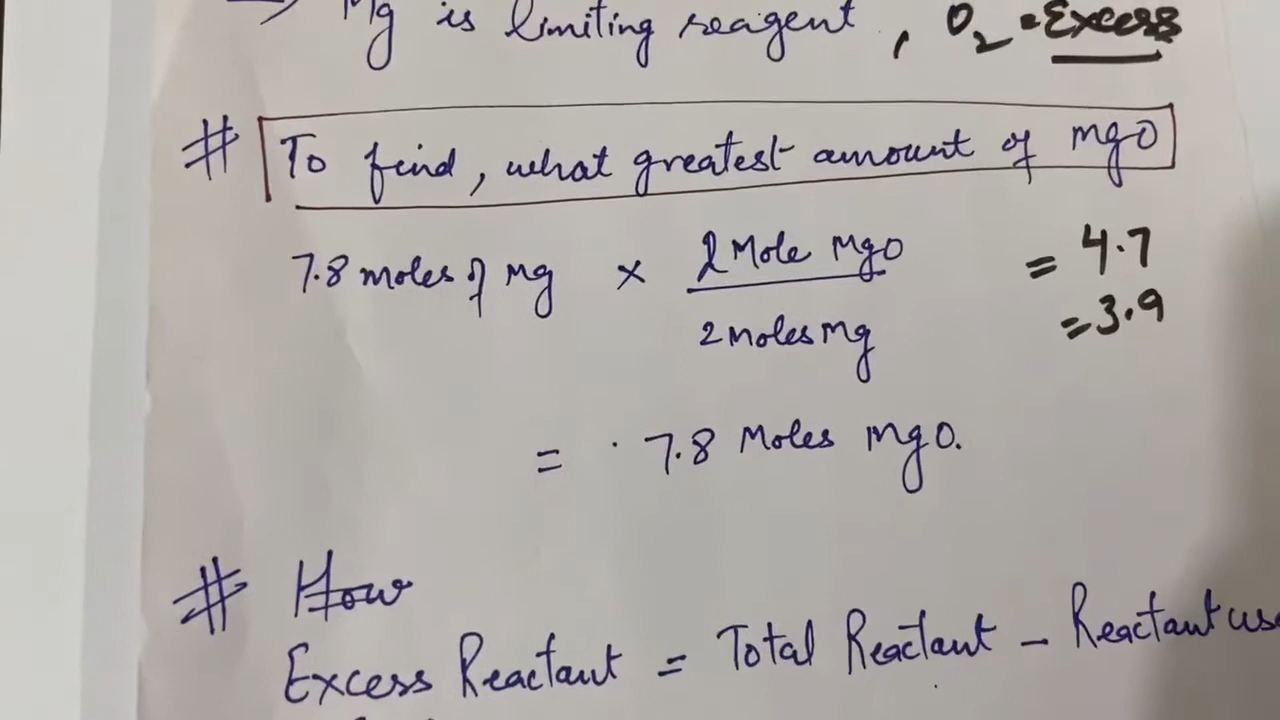 Mg is limiting reagent , O2 = Excess
# To find, what greatest amount of MgO
7.8 moles of Mg × 2 Mole MgO / 2 Moles Mg = 4.7
= 3.9
= 7.8 Moles MgO.
# How
Excess Reactant = Total Reactant - Reactant us